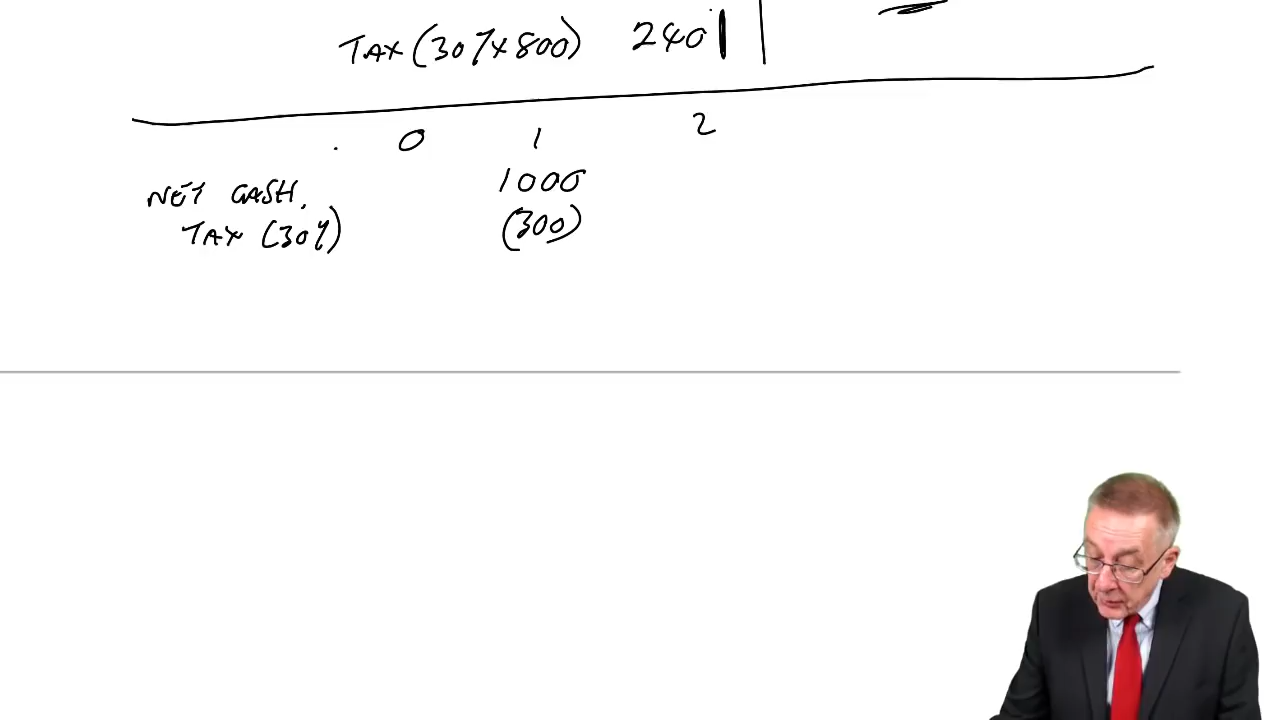 TAX (30% x 800) 240
0 1 2
NET CASH. 1000
TAX (30%) (300)